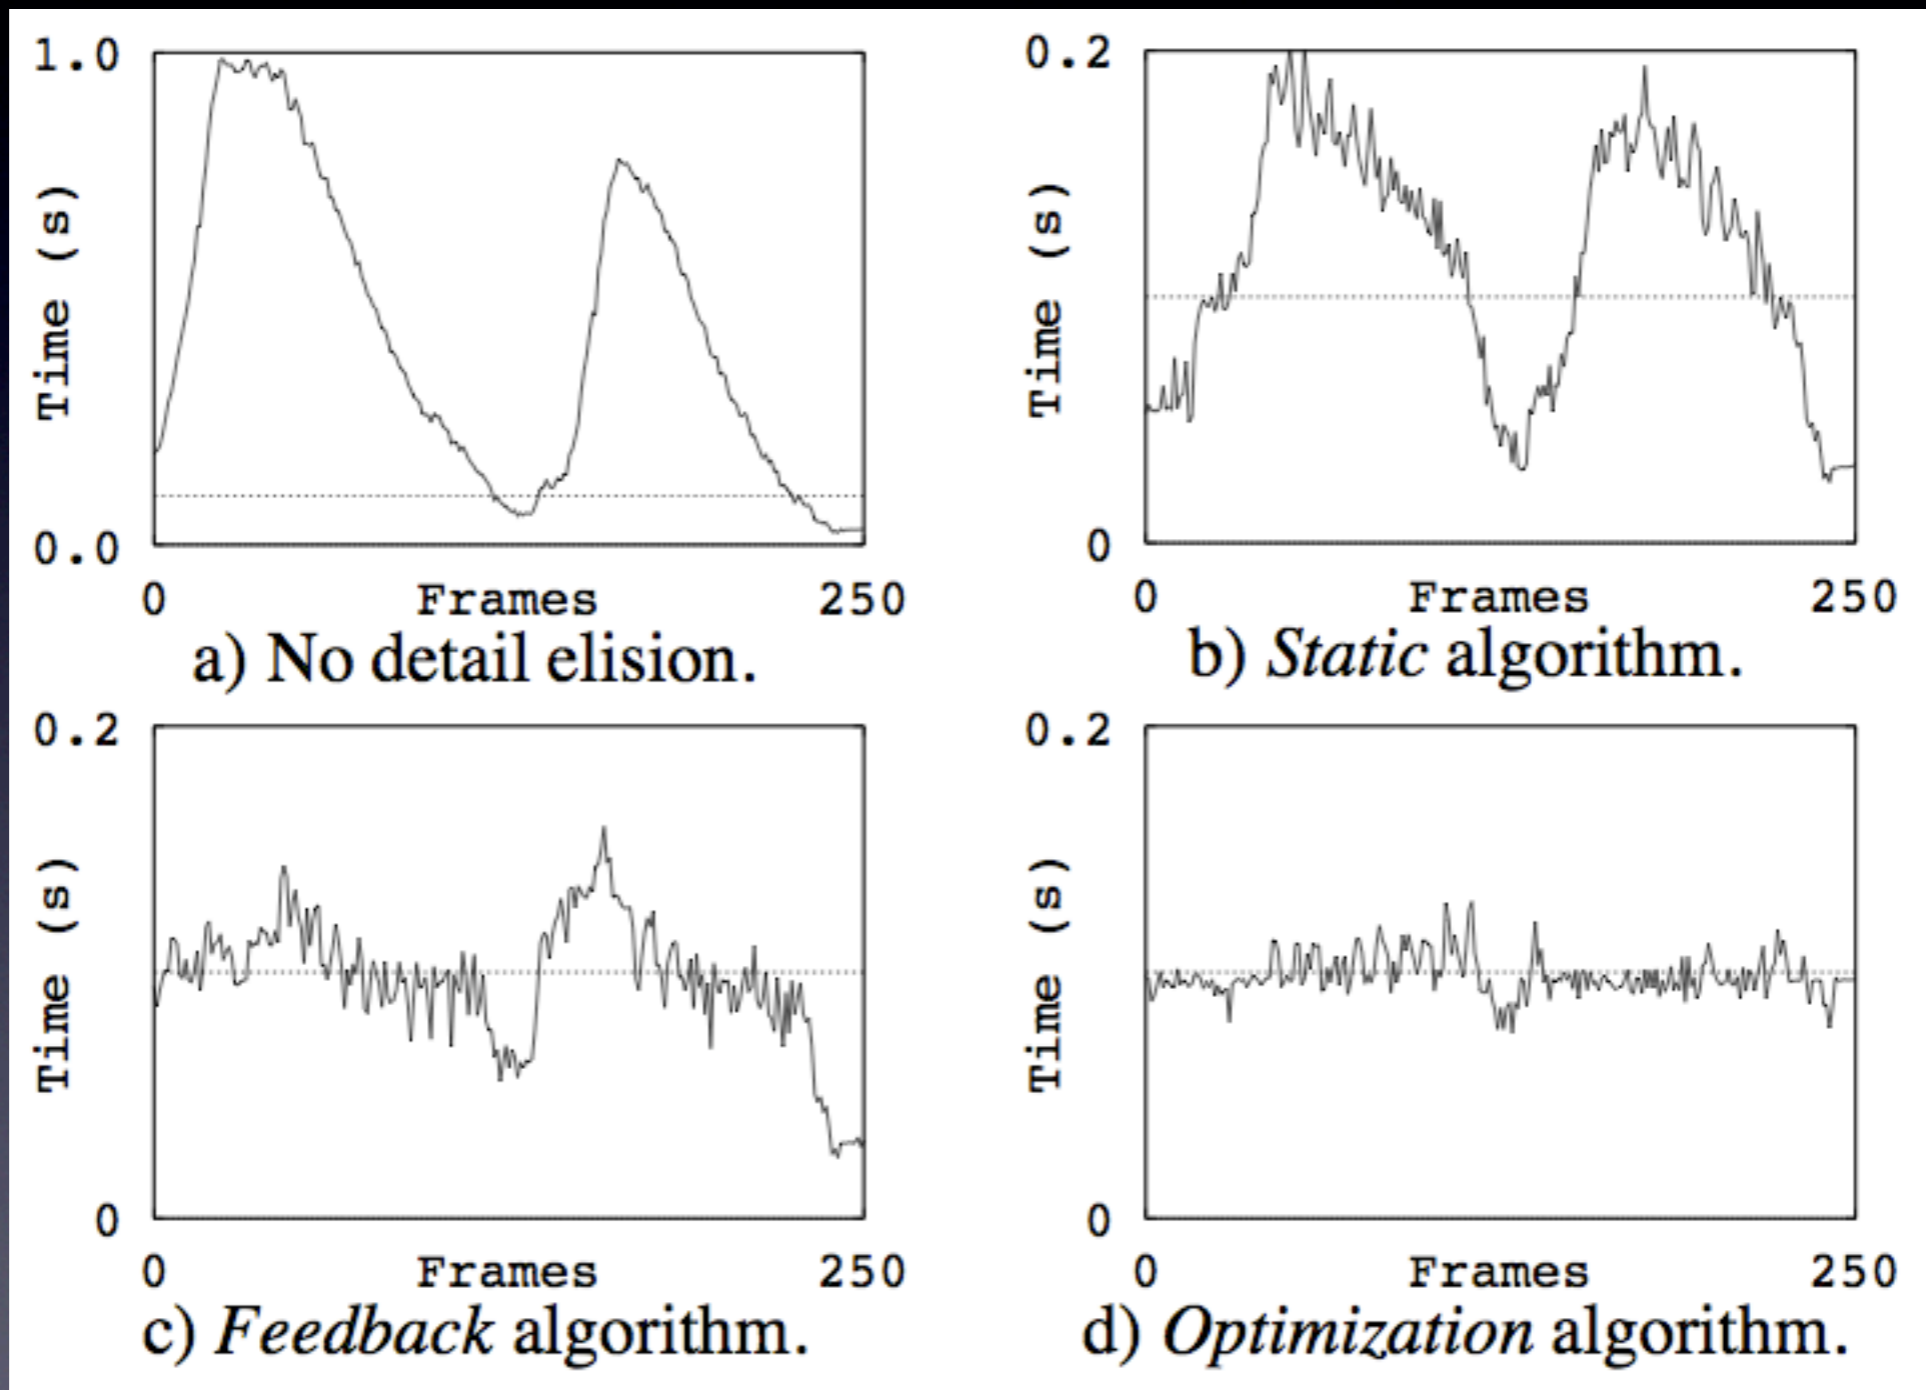 1.0
Time (s)
0.0
0 Frames 250
a) No detail elision.
0.2
Time (s)
0
0 Frames 250
b) Static algorithm.
0.2
Time (s)
0
0 Frames 250
c) Feedback algorithm.
0.2
Time (s)
0
0 Frames 250
d) Optimization algorithm.